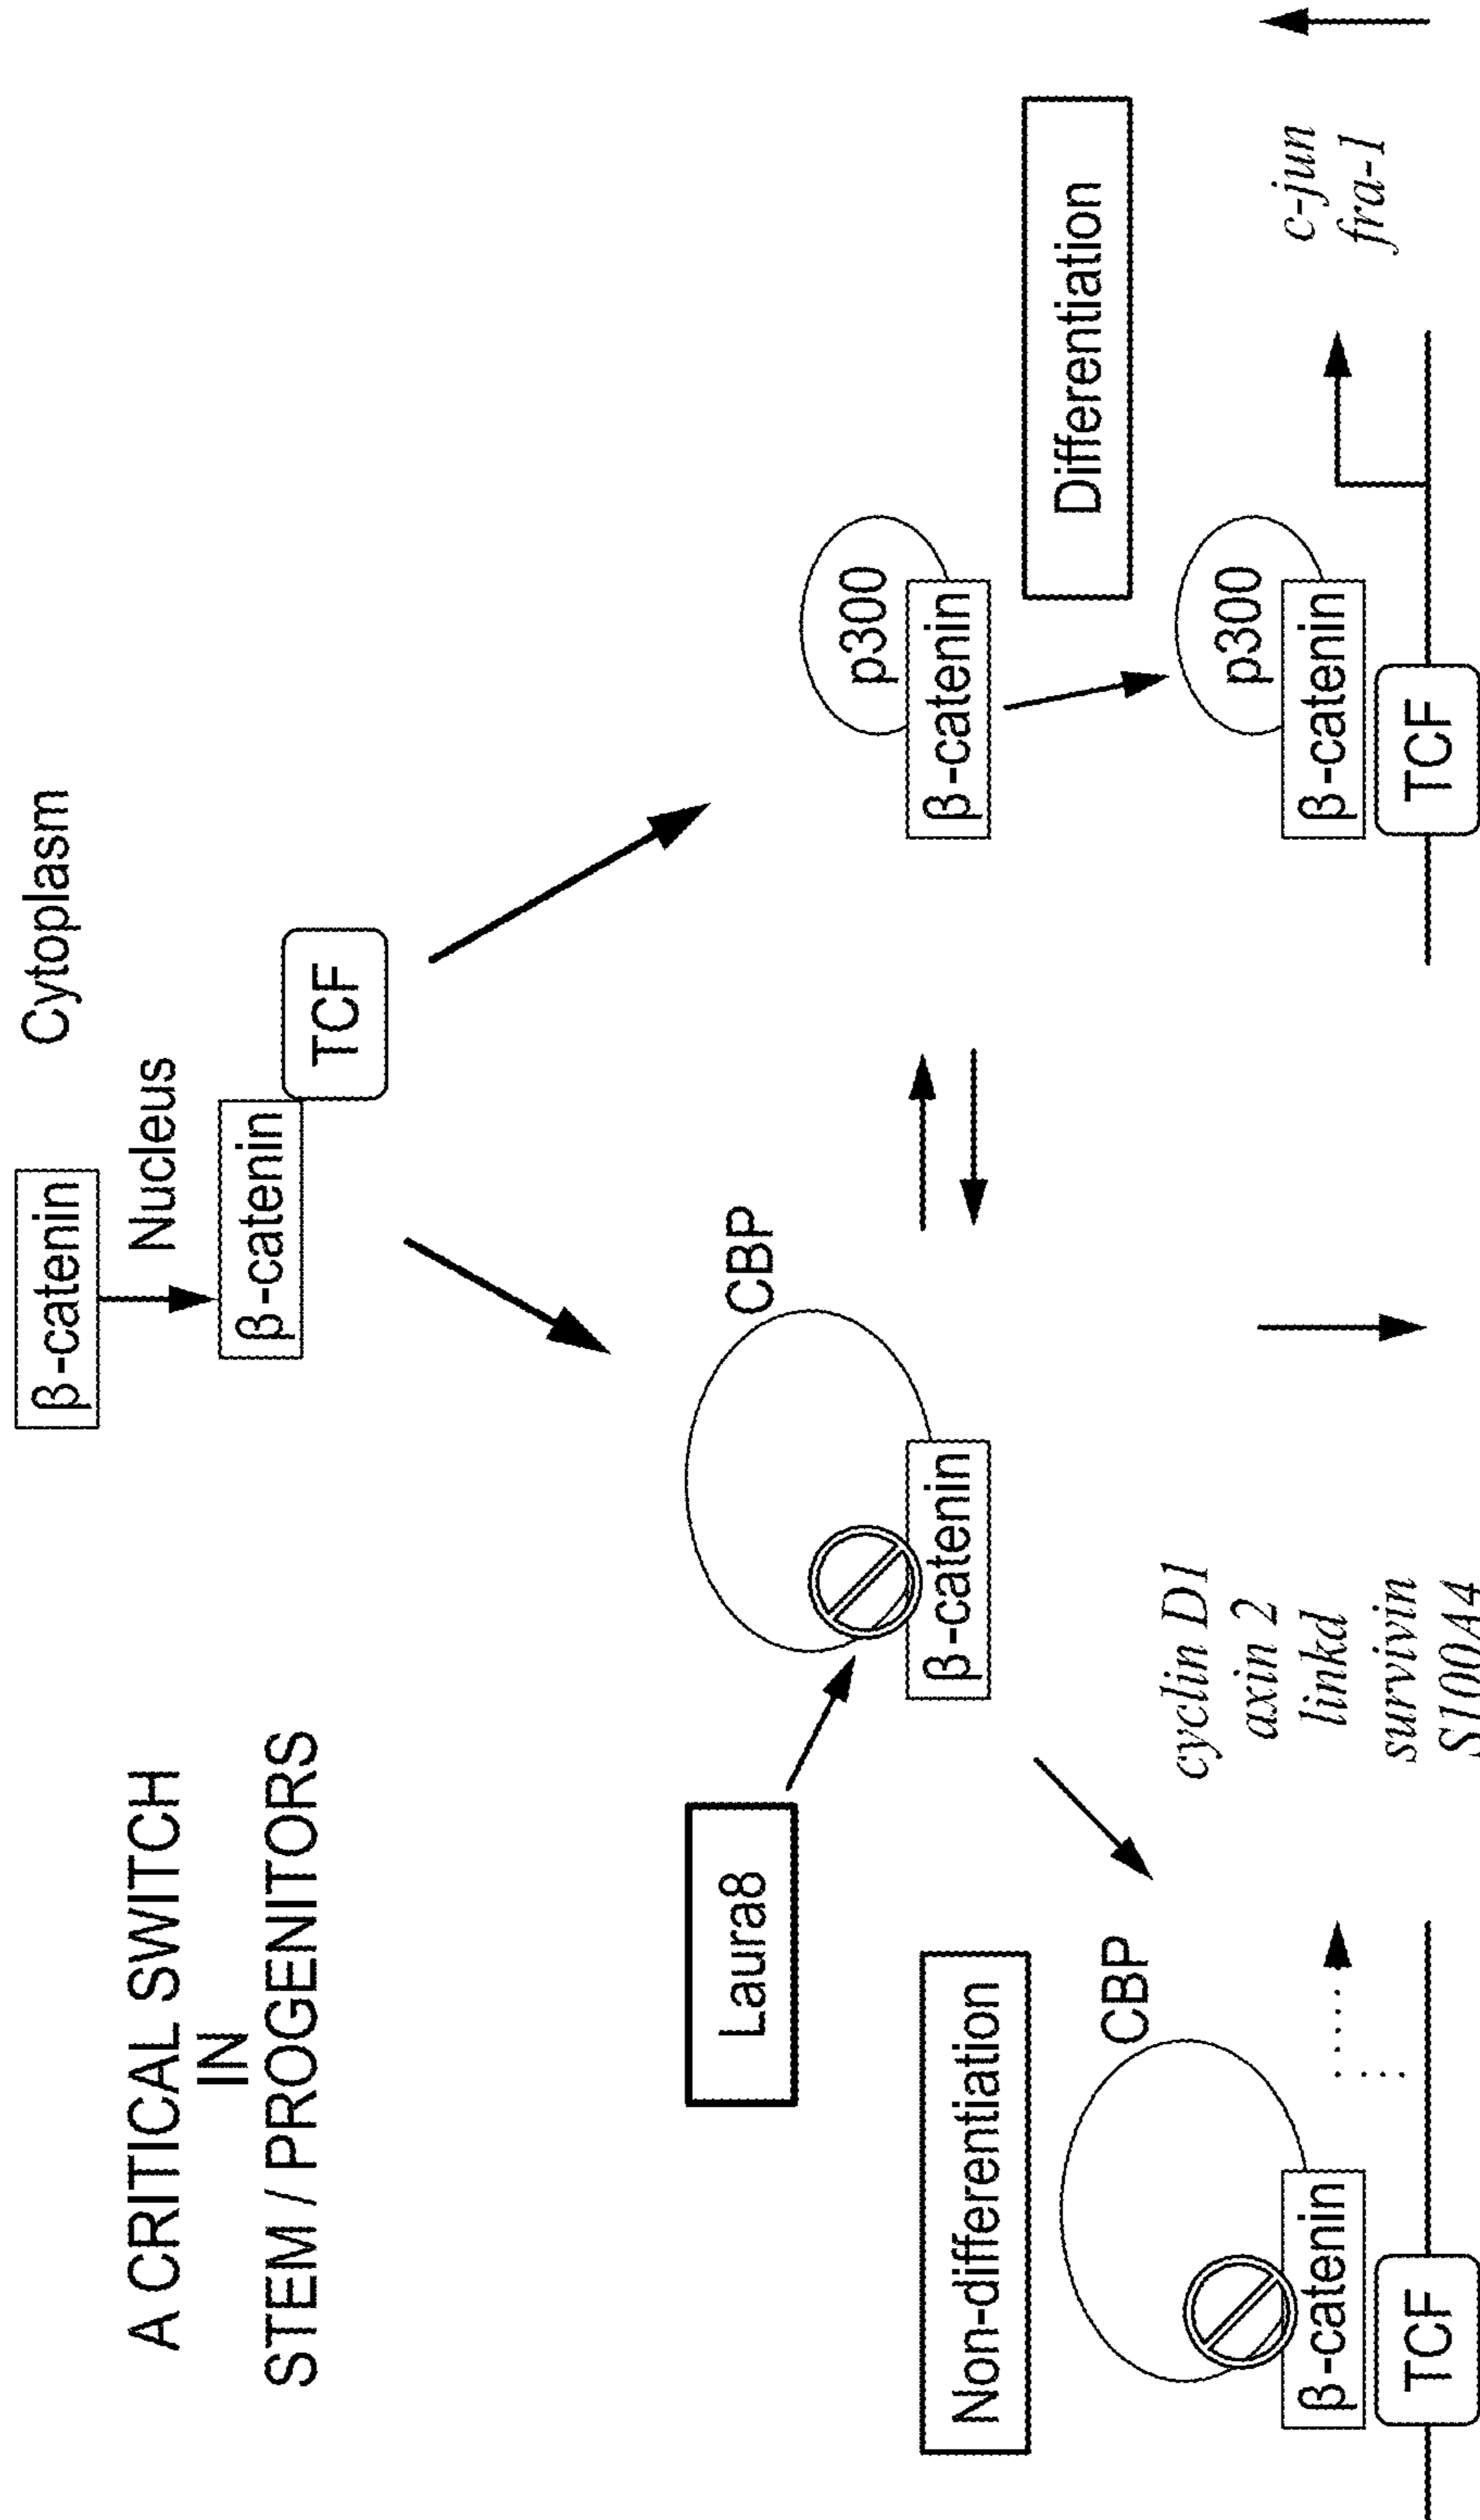 A CRITICAL SWITCH
IN
STEM / PROGENITORS
β-catenin
Cytoplasm
Nucleus
β-catenin
TCF
Laura8
CBP
β-catenin
p300
β-catenin
Non-differentiation
Differentiation
CBP
β-catenin
TCF
cyclin D1
axin 2
linkd
survivin
S100A4
p300
β-catenin
TCF
c-jun
fra-1